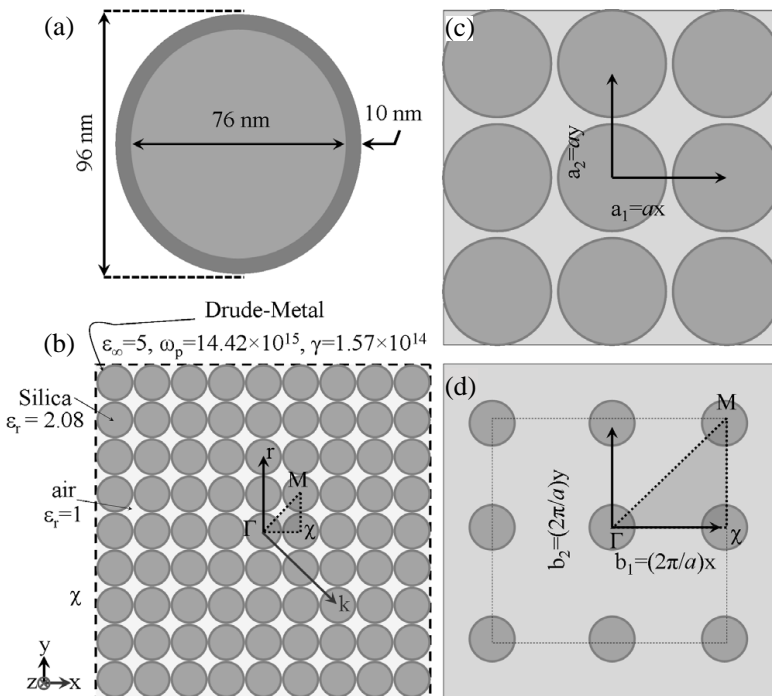 (a)
96 nm
76 nm
10 nm
(c)
a₂=ay
a₁=ax
(b)
Drude-Metal
ε∞=5, ωp=14.42×10¹⁵, γ=1.57×10¹⁴
Silica
εr = 2.08
air
εr=1
r
M
Γ
χ
k
χ
y
z
x
(d)
M
b₂=(2π/a)y
Γ
χ
b₁=(2π/a)x